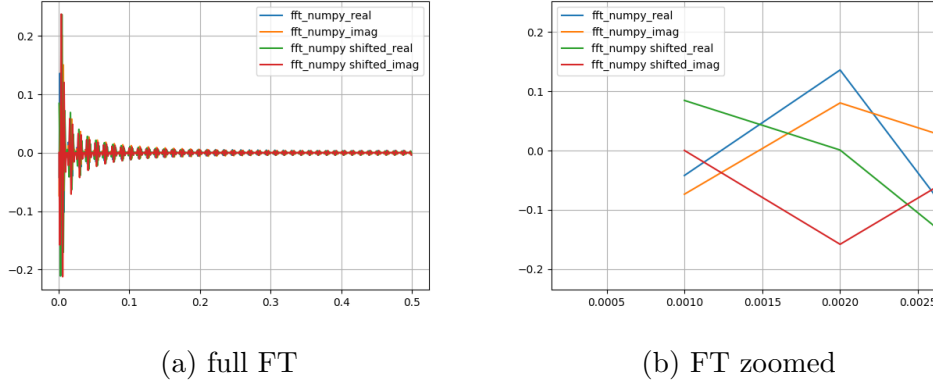 0.2
0.1
0.0
−0.1
−0.2
0.0
0.1
0.2
0.3
0.4
0.5
fft_numpy_real
fft_numpy_imag
fft_numpy shifted_real
fft_numpy shifted_imag
(a) full FT
0.2
0.1
0.0
−0.1
−0.2
0.0005
0.0010
0.0015
0.0020
0.0025
fft_numpy_real
fft_numpy_imag
fft_numpy shifted_real
fft_numpy shifted_imag
(b) FT zoomed